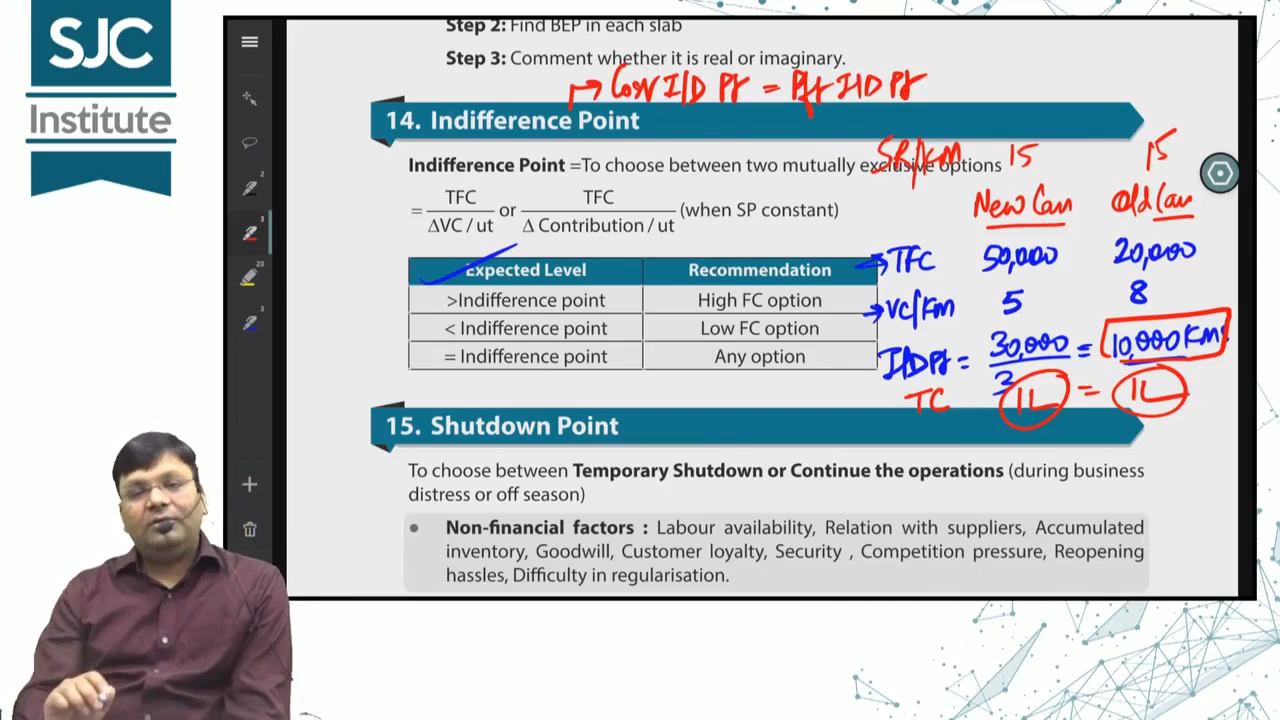 SJC
Institute
Step 2: Find BEP in each slab
Step 3: Comment whether it is real or imaginary.
→ Cost I/D Pt = Pft I/D Pt
14. Indifference Point
SP/KM 15 15
Indifference Point =To choose between two mutually exclusive options
New Car Old Car
= TFC / ΔVC / ut or TFC / Δ Contribution / ut (when SP constant)
→ TFC 50,000 20,000
Expected Level Recommendation
>Indifference point High FC option
→ VC/KM 5 8
< Indifference point Low FC option
= Indifference point Any option
I/D Pt = 30,000 / 3 = 10,000 KMs
TC 1L = 1L
15. Shutdown Point
To choose between Temporary Shutdown or Continue the operations (during business
distress or off season)
• Non-financial factors : Labour availability, Relation with suppliers, Accumulated
inventory, Goodwill, Customer loyalty, Security , Competition pressure, Reopening
hassles, Difficulty in regularisation.
2
3
20
3